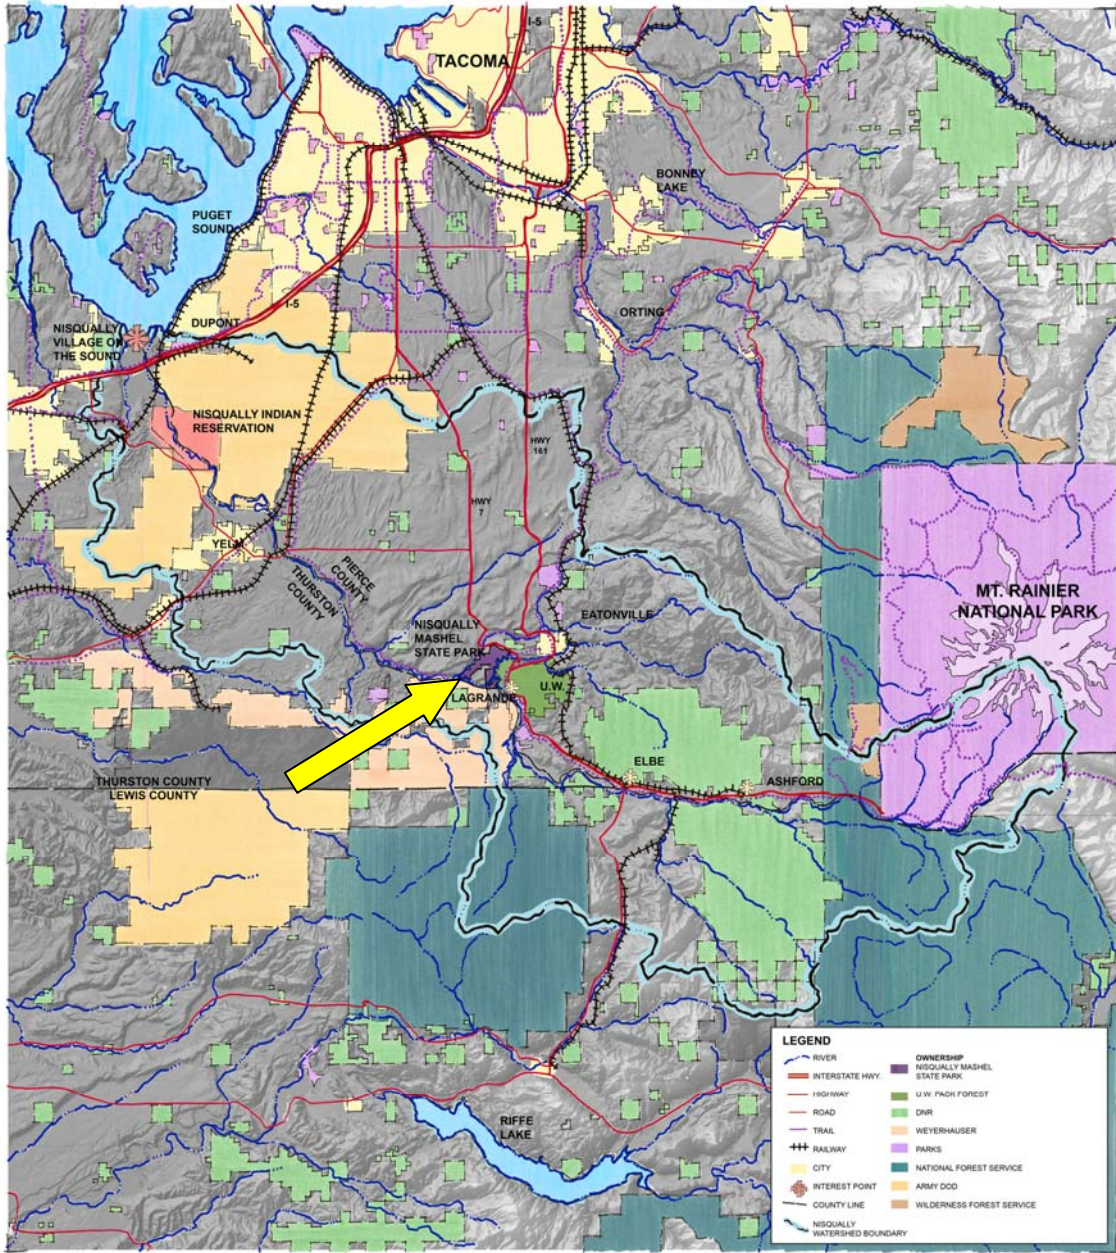 I-5
TACOMA
BONNEY
LAKE
PUGET
SOUND
I-5
ORTING
DUPONT
NISQUALLY
VILLAGE ON
THE SOUND
NISQUALLY INDIAN
RESERVATION
HWY
161
HWY
7
YELM
PIERCE
COUNTY
THURSTON
COUNTY
MT. RAINIER
NATIONAL PARK
EATONVILLE
NISQUALLY
MASHEL
STATE PARK
U.W.
LAGRANDE
ELBE
ASHFORD
THURSTON COUNTY
LEWIS COUNTY
RIFFE
LAKE
LEGEND
RIVER
INTERSTATE HWY.
HIGHWAY
ROAD
TRAIL
RAILWAY
CITY
INTEREST POINT
COUNTY LINE
NISQUALLY
WATERSHED BOUNDARY
OWNERSHIP
NISQUALLY MASHEL
STATE PARK
U.W. PACK FOREST
DNR
WEYERHAUSER
PARKS
NATIONAL FOREST SERVICE
ARMY DOD
WILDERNESS FOREST SERVICE